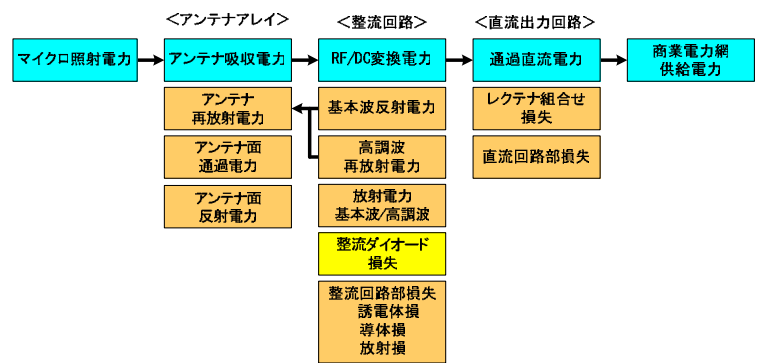 ＜アンテナアレイ＞
＜整流回路＞
＜直流出力回路＞
マイクロ照射電力
アンテナ吸収電力
RF/DC変換電力
通過直流電力
商業電力網
供給電力
アンテナ
再放射電力
アンテナ面
通過電力
アンテナ面
反射電力
基本波反射電力
高調波
再放射電力
放射電力
基本波/高調波
整流ダイオード
損失
整流回路部損失
誘電体損
導体損
放射損
レクテナ組合せ
損失
直流回路部損失